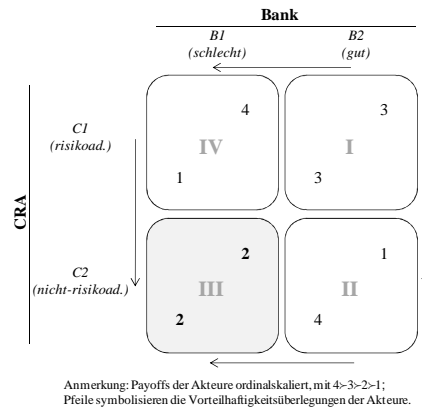 Bank
B1 B2
(schlecht) (gut)
4 3
C1
(risikoad.)
IV I
1 3
CRA
2 1
C2
(nicht-risikoad.)
III II
2 4
Anmerkung: Payoffs der Akteure ordinalskaliert, mit 4≻3≻2≻1;
Pfeile symbolisieren die Vorteilhaftigkeitsüberlegungen der Akteure.